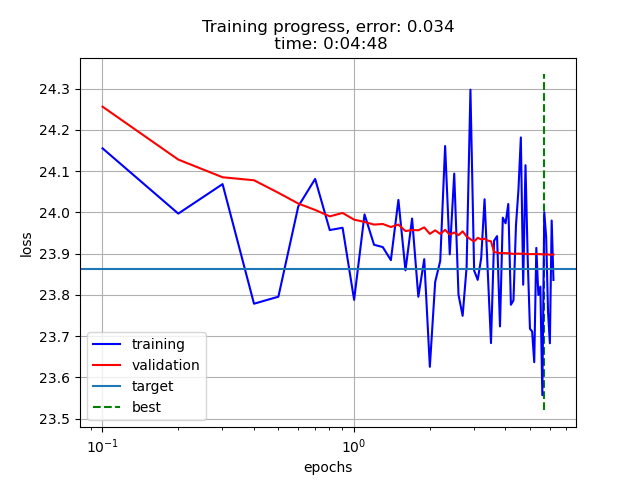 Training progress, error: 0.034
time: 0:04:48
24.3
24.2
24.1
24.0
23.9
23.8
23.7
23.6
23.5
loss
training
validation
target
best
10⁻¹
10⁰
epochs